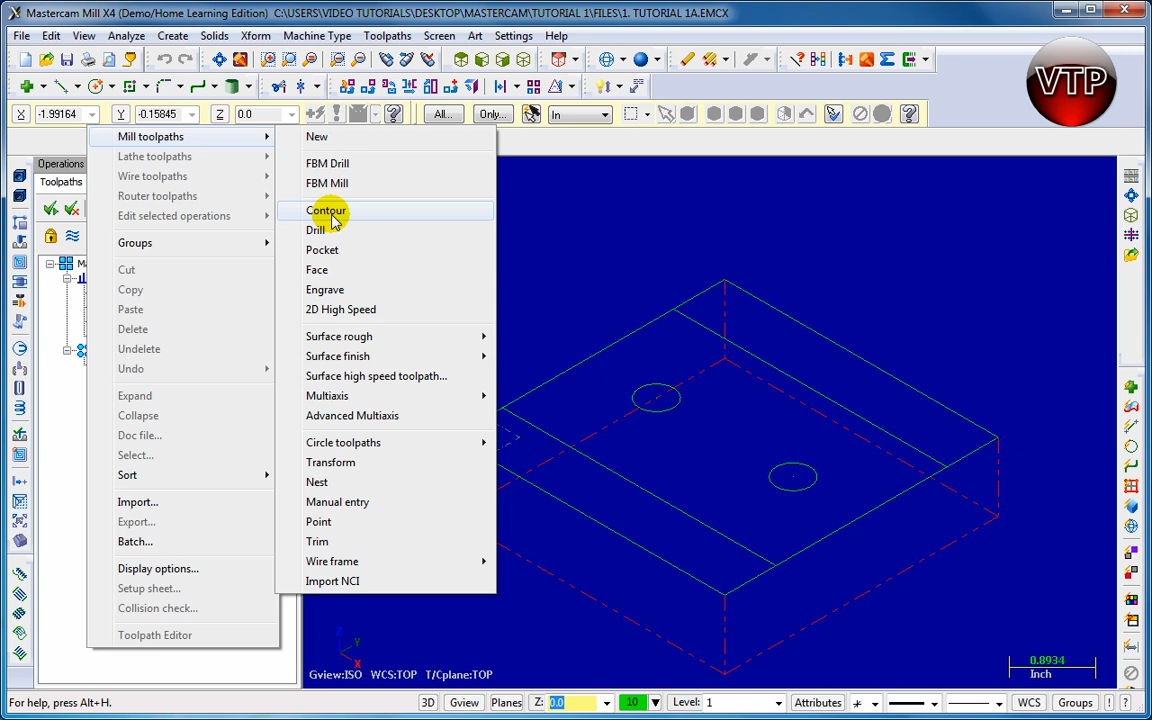 Mastercam Mill X4 (Demo/Home Learning Edition) C:\USERS\VIDEO TUTORIALS\DESKTOP\MASTERCAM\TUTORIAL 1\FILES\1. TUTORIAL 1A.EMCX
File Edit View Analyze Create Solids Xform Machine Type Toolpaths Screen Art Settings Help
VTP
X -1.99164 Y -0.15845 Z 0.0 All... Only... In
Operations
Toolpaths
Mill toolpaths
Lathe toolpaths
Wire toolpaths
Router toolpaths
Edit selected operations
Groups
Cut
Copy
Paste
Delete
Undelete
Undo
Expand
Collapse
Doc file...
Select...
Sort
Import...
Export...
Batch...
Display options...
Setup sheet...
Collision check...
Toolpath Editor
New
FBM Drill
FBM Mill
Contour
Drill
Pocket
Face
Engrave
2D High Speed
Surface rough
Surface finish
Surface high speed toolpath...
Multiaxis
Advanced Multiaxis
Circle toolpaths
Transform
Nest
Manual entry
Point
Trim
Wire frame
Import NCI
Z
Y
X
Gview:ISO WCS:TOP T/Cplane:TOP
0.8934
Inch
For help, press Alt+H.
3D Gview Planes Z: 0.0 10 Level: 1 Attributes WCS Groups ! ?